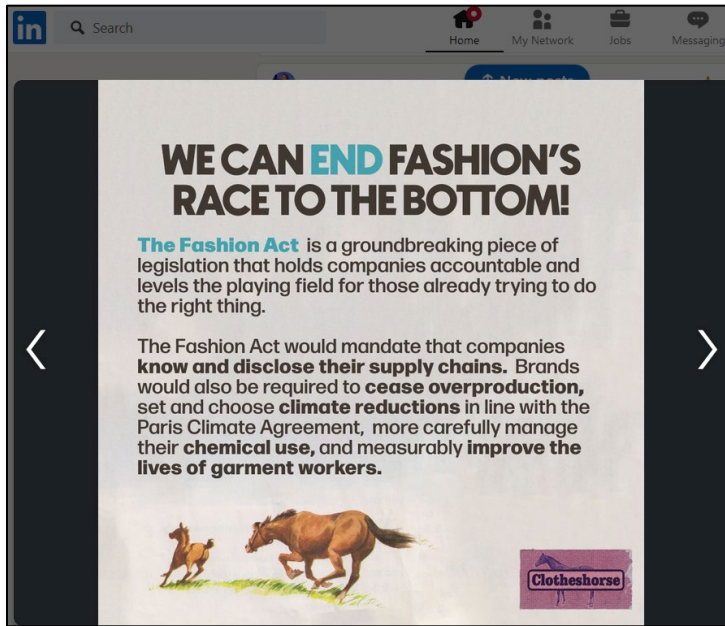 in
Search
Home
My Network
Jobs
Messaging
New posts
WE CAN END FASHION'S
RACE TO THE BOTTOM!
The Fashion Act is a groundbreaking piece of
legislation that holds companies accountable and
levels the playing field for those already trying to do
the right thing.
The Fashion Act would mandate that companies
know and disclose their supply chains. Brands
would also be required to cease overproduction,
set and choose climate reductions in line with the
Paris Climate Agreement, more carefully manage
their chemical use, and measurably improve the
lives of garment workers.
Clotheshorse